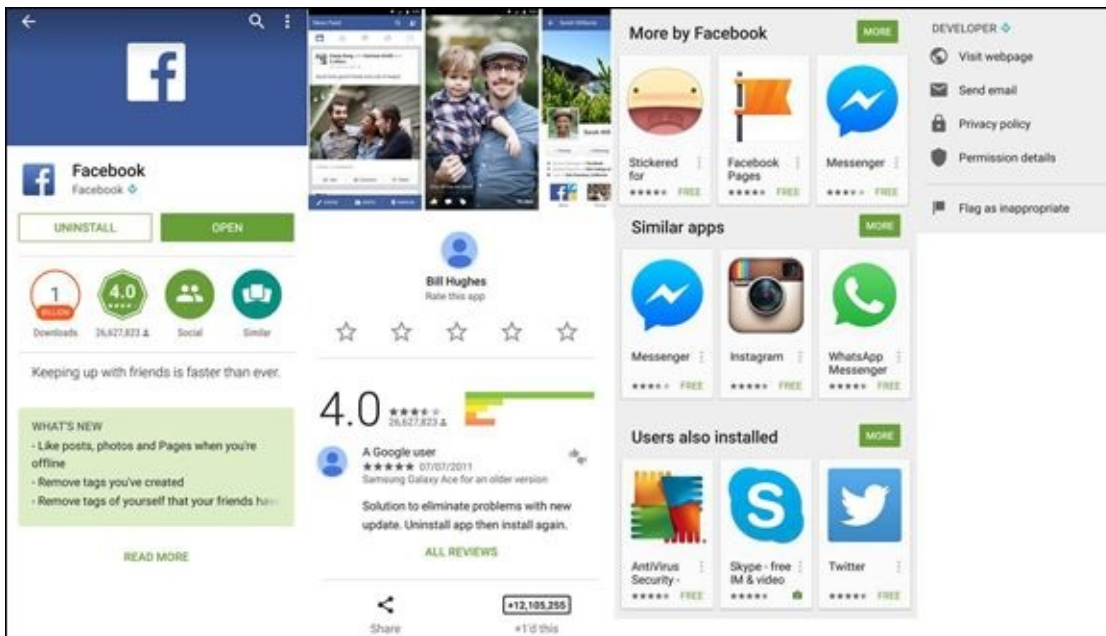 Facebook
Facebook
UNINSTALL
OPEN
1
BILLION
Downloads
4.0
26,627,823
Social
Similar
Keeping up with friends is faster than ever.
WHAT'S NEW
- Like posts, photos and Pages when you're
offline
- Remove tags you've created
- Remove tags of yourself that your friends hav
READ MORE
News Feed
Bill Hughes
Rate this app
4.0
26,627,823
A Google user
07/07/2011
Samsung Galaxy Ace for an older version
Solution to eliminate problems with new
update. Uninstall app then install again.
ALL REVIEWS
Share
+12,105,255
+1'd this
More by Facebook
MORE
Stickered
for
FREE
Facebook
Pages
FREE
Messenger
FREE
Similar apps
MORE
Messenger
FREE
Instagram
FREE
WhatsApp
Messenger
FREE
Users also installed
MORE
AntiVirus
Security -
FREE
Skype - free
IM & video
Twitter
FREE
DEVELOPER
Visit webpage
Send email
Privacy policy
Permission details
Flag as inappropriate